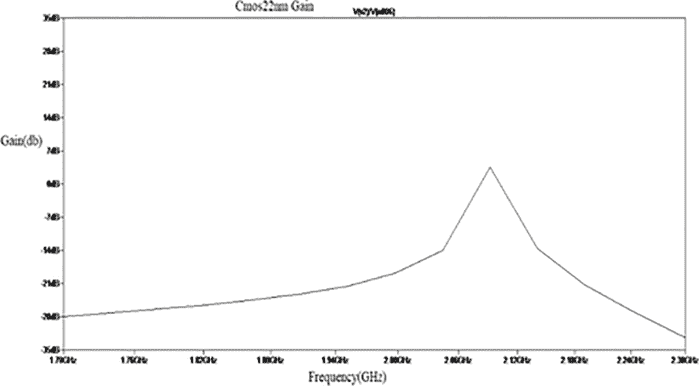 Cmos22nm Gain
35dB
28dB
21dB
14dB
7dB
0dB
Gain(db)
-7dB
-14dB
-21dB
-28dB
-35dB
1.70GHz 1.76GHz 1.82GHz 1.88GHz 1.94GHz 2.00GHz 2.06GHz 2.12GHz 2.18GHz 2.24GHz 2.30GHz
Frequency(GHz)